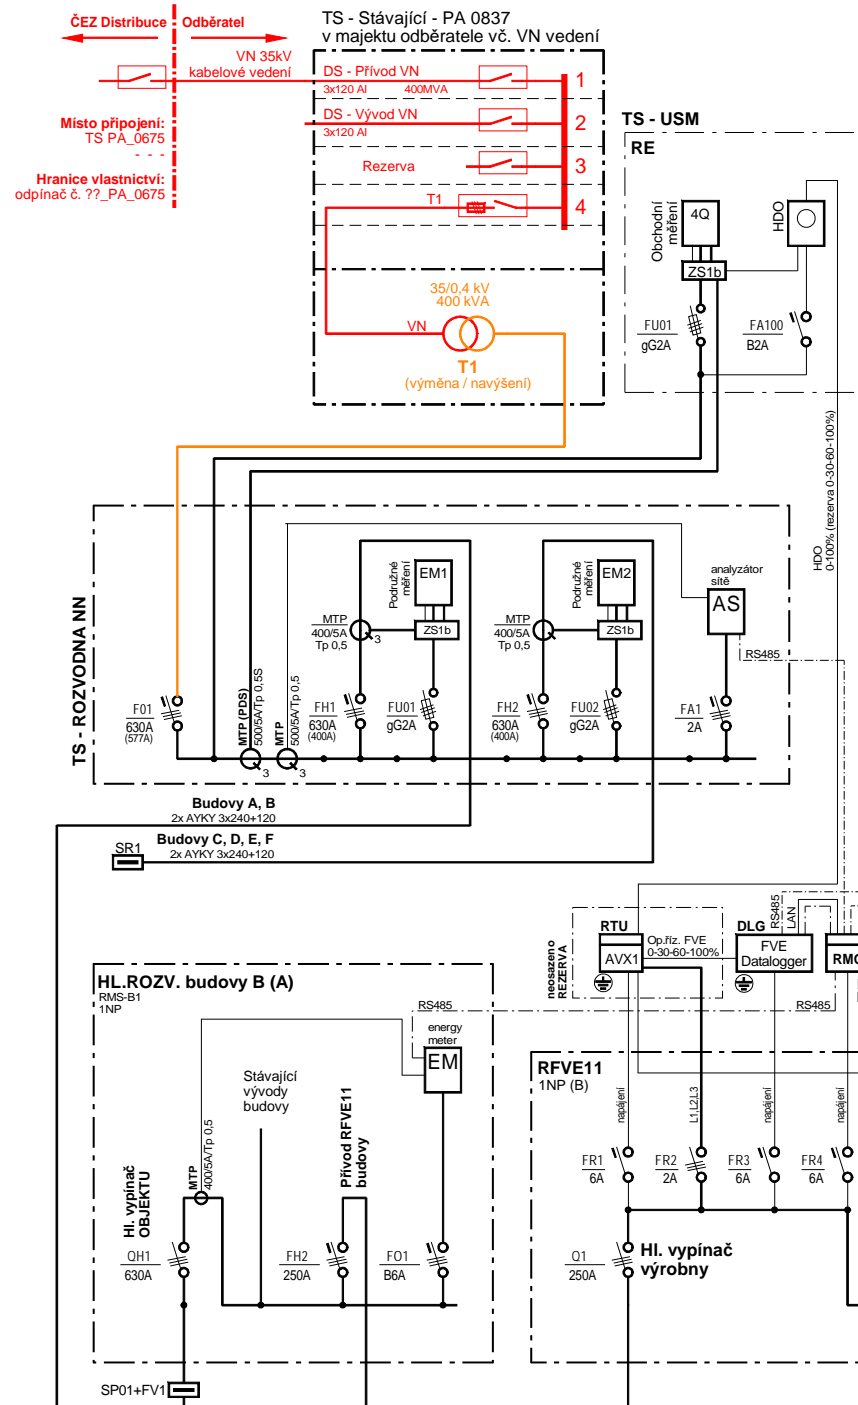 ČEZ Distribuce
Odběratel
TS - Stávající - PA 0837
v majektu odběratele vč. VN vedení
VN 35kV
kabelové vedení
DS - Přívod VN
3x120 Al
400MVA
1
DS - Vývod VN
3x120 Al
2
Rezerva
3
T1
4
Místo připojení:
TS PA_0675
- - -
Hranice vlastnictví:
odpínač č. ??_PA_0675
35/0,4 kV
400 kVA
VN
T1
(výměna / navýšení)
TS - USM
RE
Obchodní
měření
4Q
HDO
ZS1b
FU01
gG2A
FA100
B2A
HDO
0-100% (rezerva 0-30-60-100%)
TS - ROZVODNA NN
Podružné
měření
EM1
MTP
400/5A
Tp 0,5
3
ZS1b
Podružné
měření
EM2
MTP
400/5A
Tp 0,5
3
ZS1b
analyzátor
sítě
AS
RS485
F01
630A
(577A)
MTP (PDS)
500/5A/Tp 0,5S
3
MTP
500/5A/Tp 0,5
3
FH1
630A
(400A)
FU01
gG2A
FH2
630A
(400A)
FU02
gG2A
FA1
2A
Budovy A, B
2x AYKY 3x240+120
Budovy C, D, E, F
2x AYKY 3x240+120
SR1
neosazeno
REZERVA
RTU
AVX1
Op.říz. FVE
0-30-60-100%
DLG
FVE
Datalogger
RS485
LAN
RS485
HL.ROZV. budovy B (A)
RMS-B1
1NP
RS485
energy
meter
EM
Stávající
vývody
budovy
Přívod RFVE11
budovy
MTP
400/5A/Tp 0,5
Hl. vypínač
OBJEKTU
QH1
630A
FH2
250A
FO1
B6A
SP01+FV1
RFVE11
1NP (B)
napájení
L1,L2,L3
napájení
napájení
FR1
6A
FR2
2A
FR3
6A
FR4
6A
Q1
250A
Hl. vypínač
výrobny